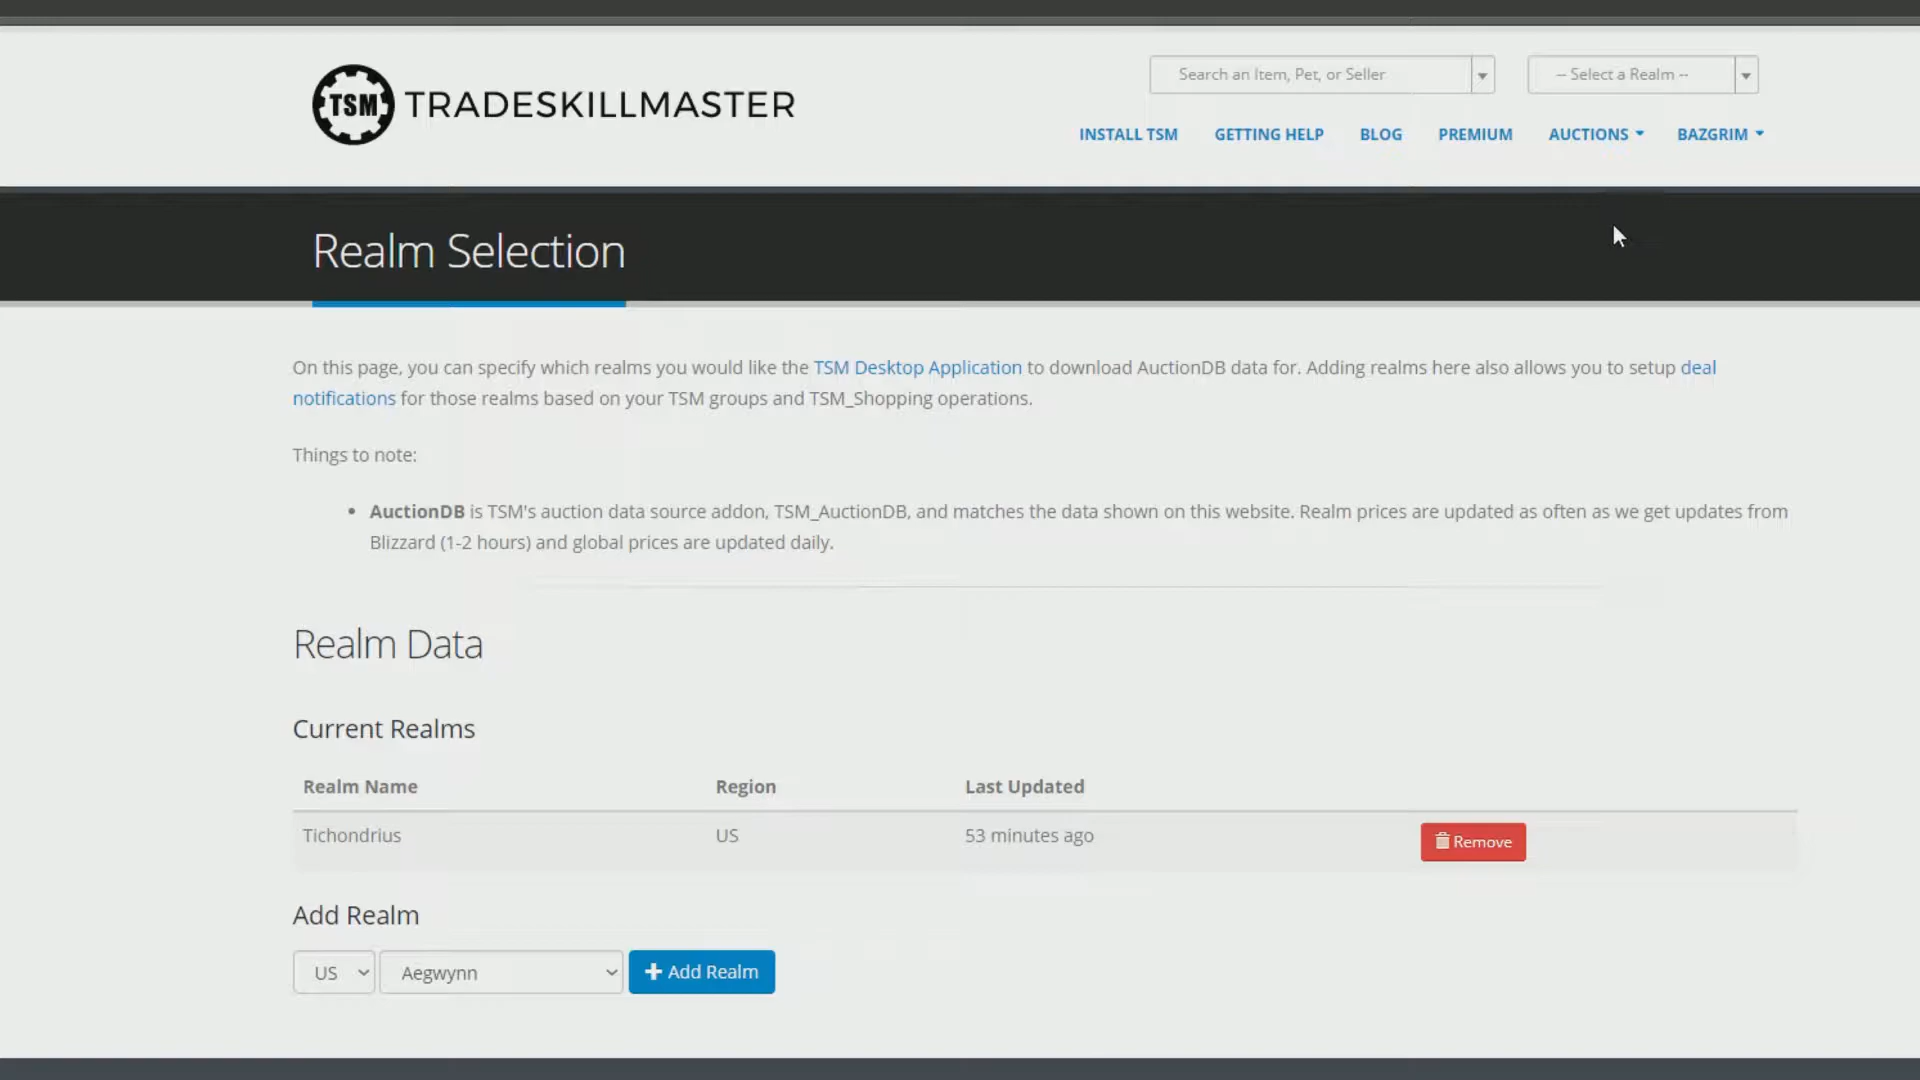 Search an Item, Pet, or Seller
-- Select a Realm --
TSM TRADESKILLMASTER
INSTALL TSM GETTING HELP BLOG PREMIUM AUCTIONS BAZGRIM
Realm Selection
On this page, you can specify which realms you would like the TSM Desktop Application to download AuctionDB data for. Adding realms here also allows you to setup deal
notifications for those realms based on your TSM groups and TSM_Shopping operations.
Things to note:
• AuctionDB is TSM's auction data source addon, TSM_AuctionDB, and matches the data shown on this website. Realm prices are updated as often as we get updates from
Blizzard (1-2 hours) and global prices are updated daily.
Realm Data
Current Realms
Realm Name Region Last Updated
Tichondrius US 53 minutes ago Remove
Add Realm
US Aegwynn Add Realm